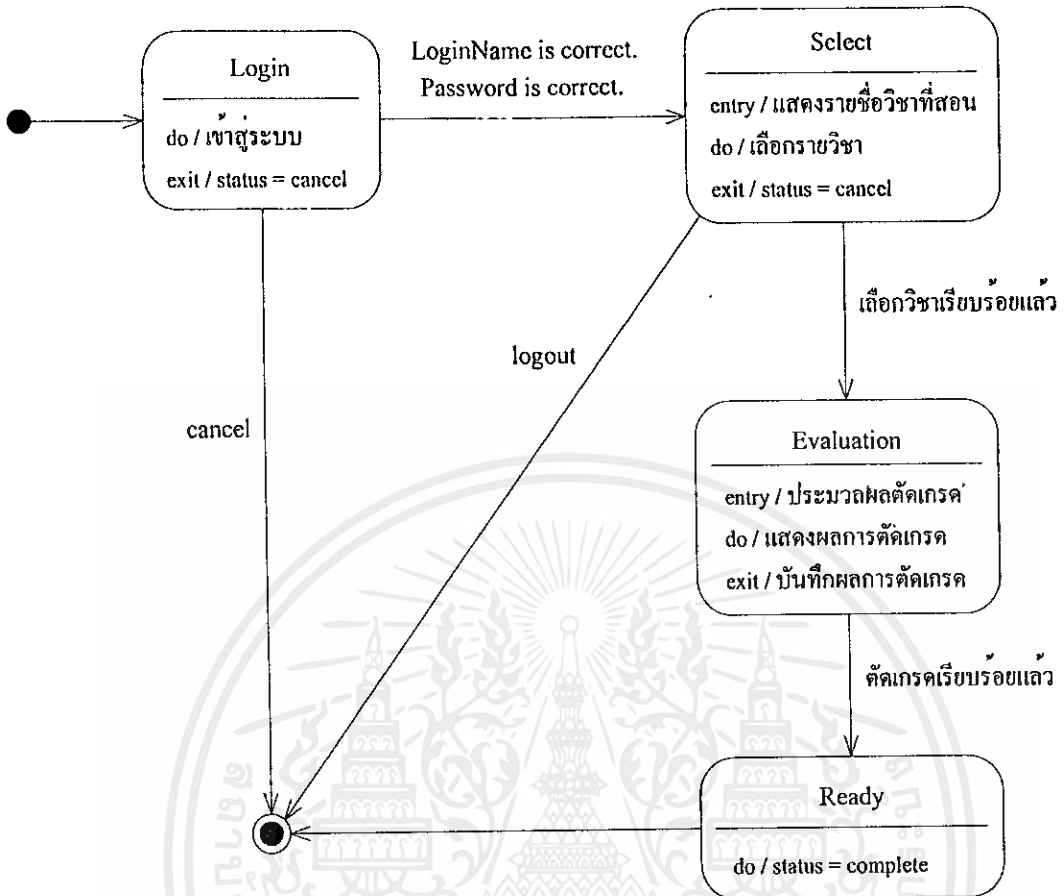 Login
do / เข้าสู่ระบบ
exit / status = cancel
LoginName is correct.
Password is correct.
Select
entry / แสดงรายชื่อวิชาที่สอน
do / เลือกรายวิชา
exit / status = cancel
เลือกวิชาเรียบร้อยแล้ว
logout
cancel
Evaluation
entry / ประมวลผลตัดเกรด
do / แสดงผลการตัดเกรด
exit / บันทึกผลการตัดเกรด
ตัดเกรดเรียบร้อยแล้ว
Ready
do / status = complete